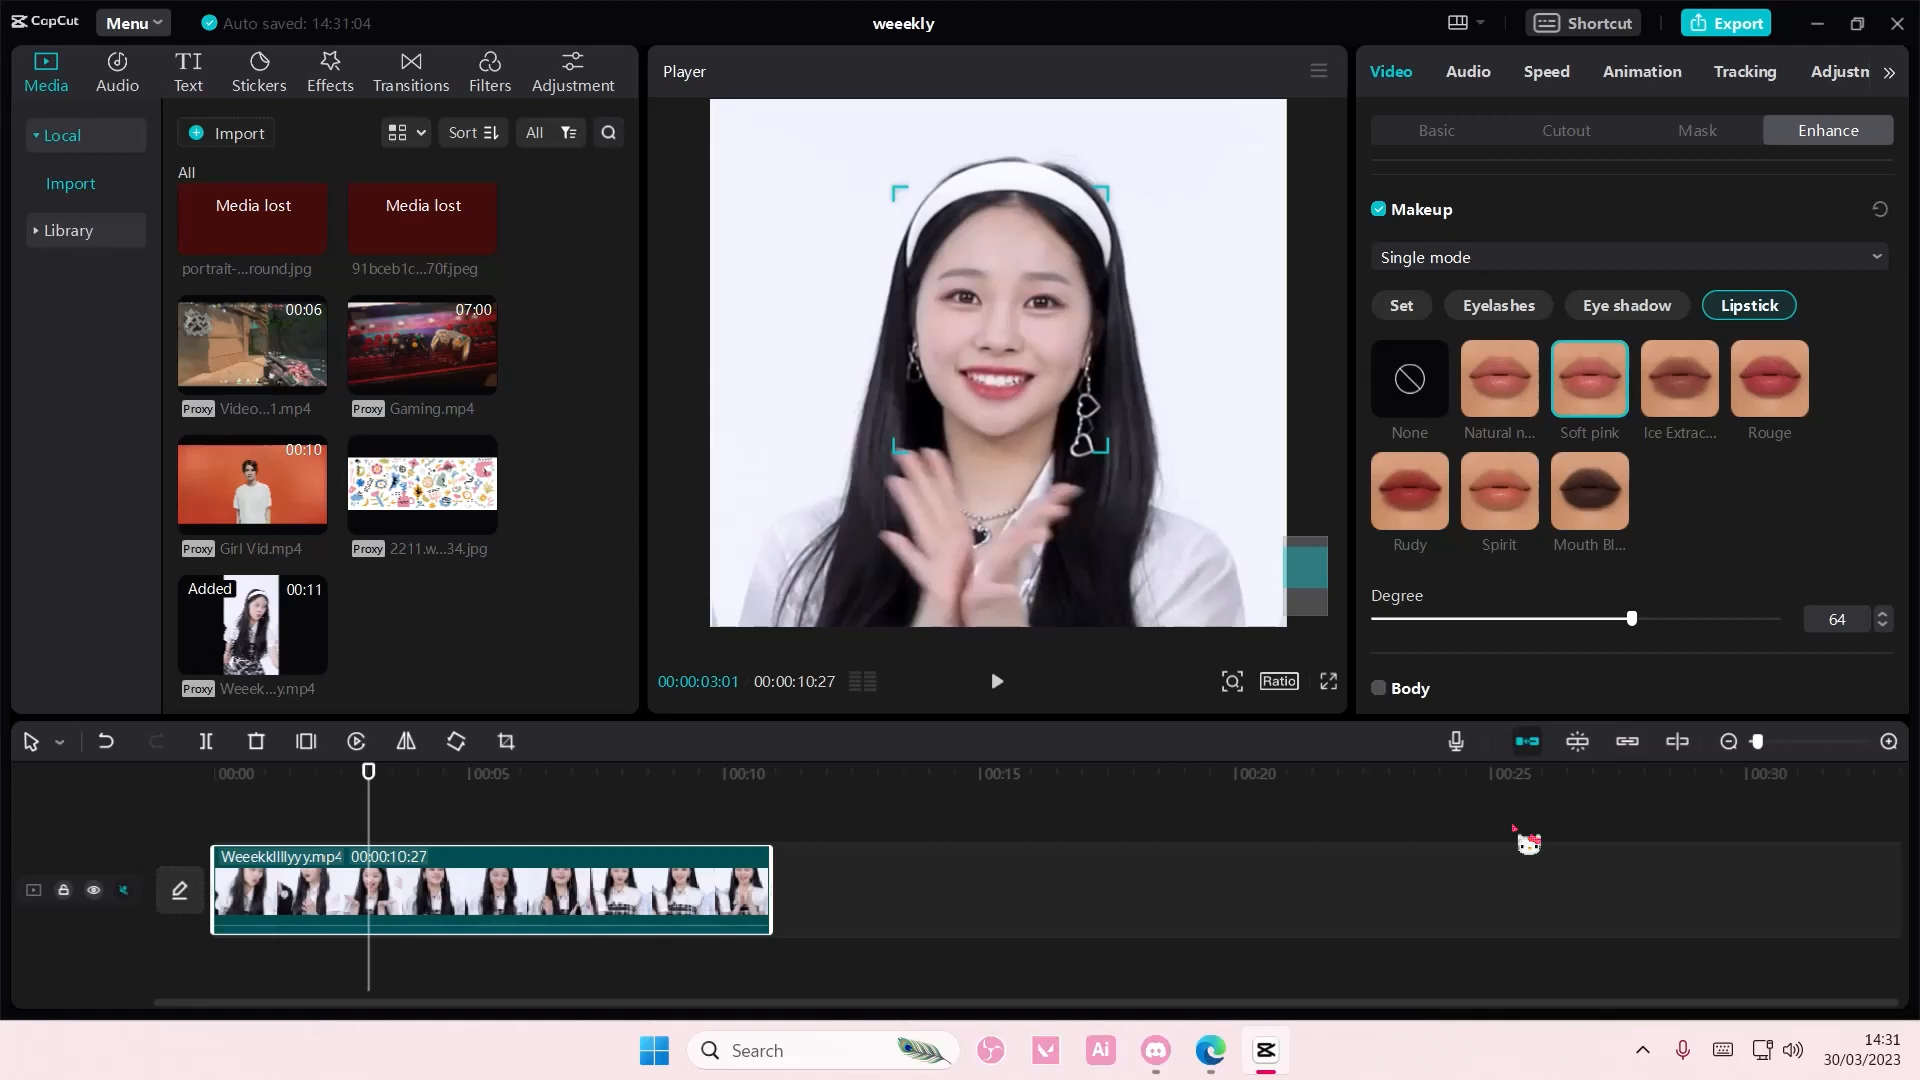 CapCut
Menu
Auto saved: 14:31:04
weeekly
Shortcut
Export
Media
Audio
Text
Stickers
Effects
Transitions
Filters
Adjustment
Local
Import
Library
Import
Sort
All
All
Media lost
Media lost
portrait-...round.jpg
91bceb1c...70f.jpeg
00:06
07:00
Proxy Video...1.mp4
Proxy Gaming.mp4
00:10
Proxy Girl Vid.mp4
Proxy 2211.w...34.jpg
Added 00:11
Proxy Weeek...y.mp4
Player
00:00:03:01 00:00:10:27
Ratio
Video
Audio
Speed
Animation
Tracking
Adjustn
Basic
Cutout
Mask
Enhance
Makeup
Single mode
Set
Eyelashes
Eye shadow
Lipstick
None
Natural n...
Soft pink
Ice Extrac...
Rouge
Rudy
Spirit
Mouth Bl...
Degree
64
Body
00:00
00:05
00:10
00:15
00:20
00:25
00:30
Weeekkllllyyy.mp4 00:00:10:27
Search
Ai
14:31
30/03/2023